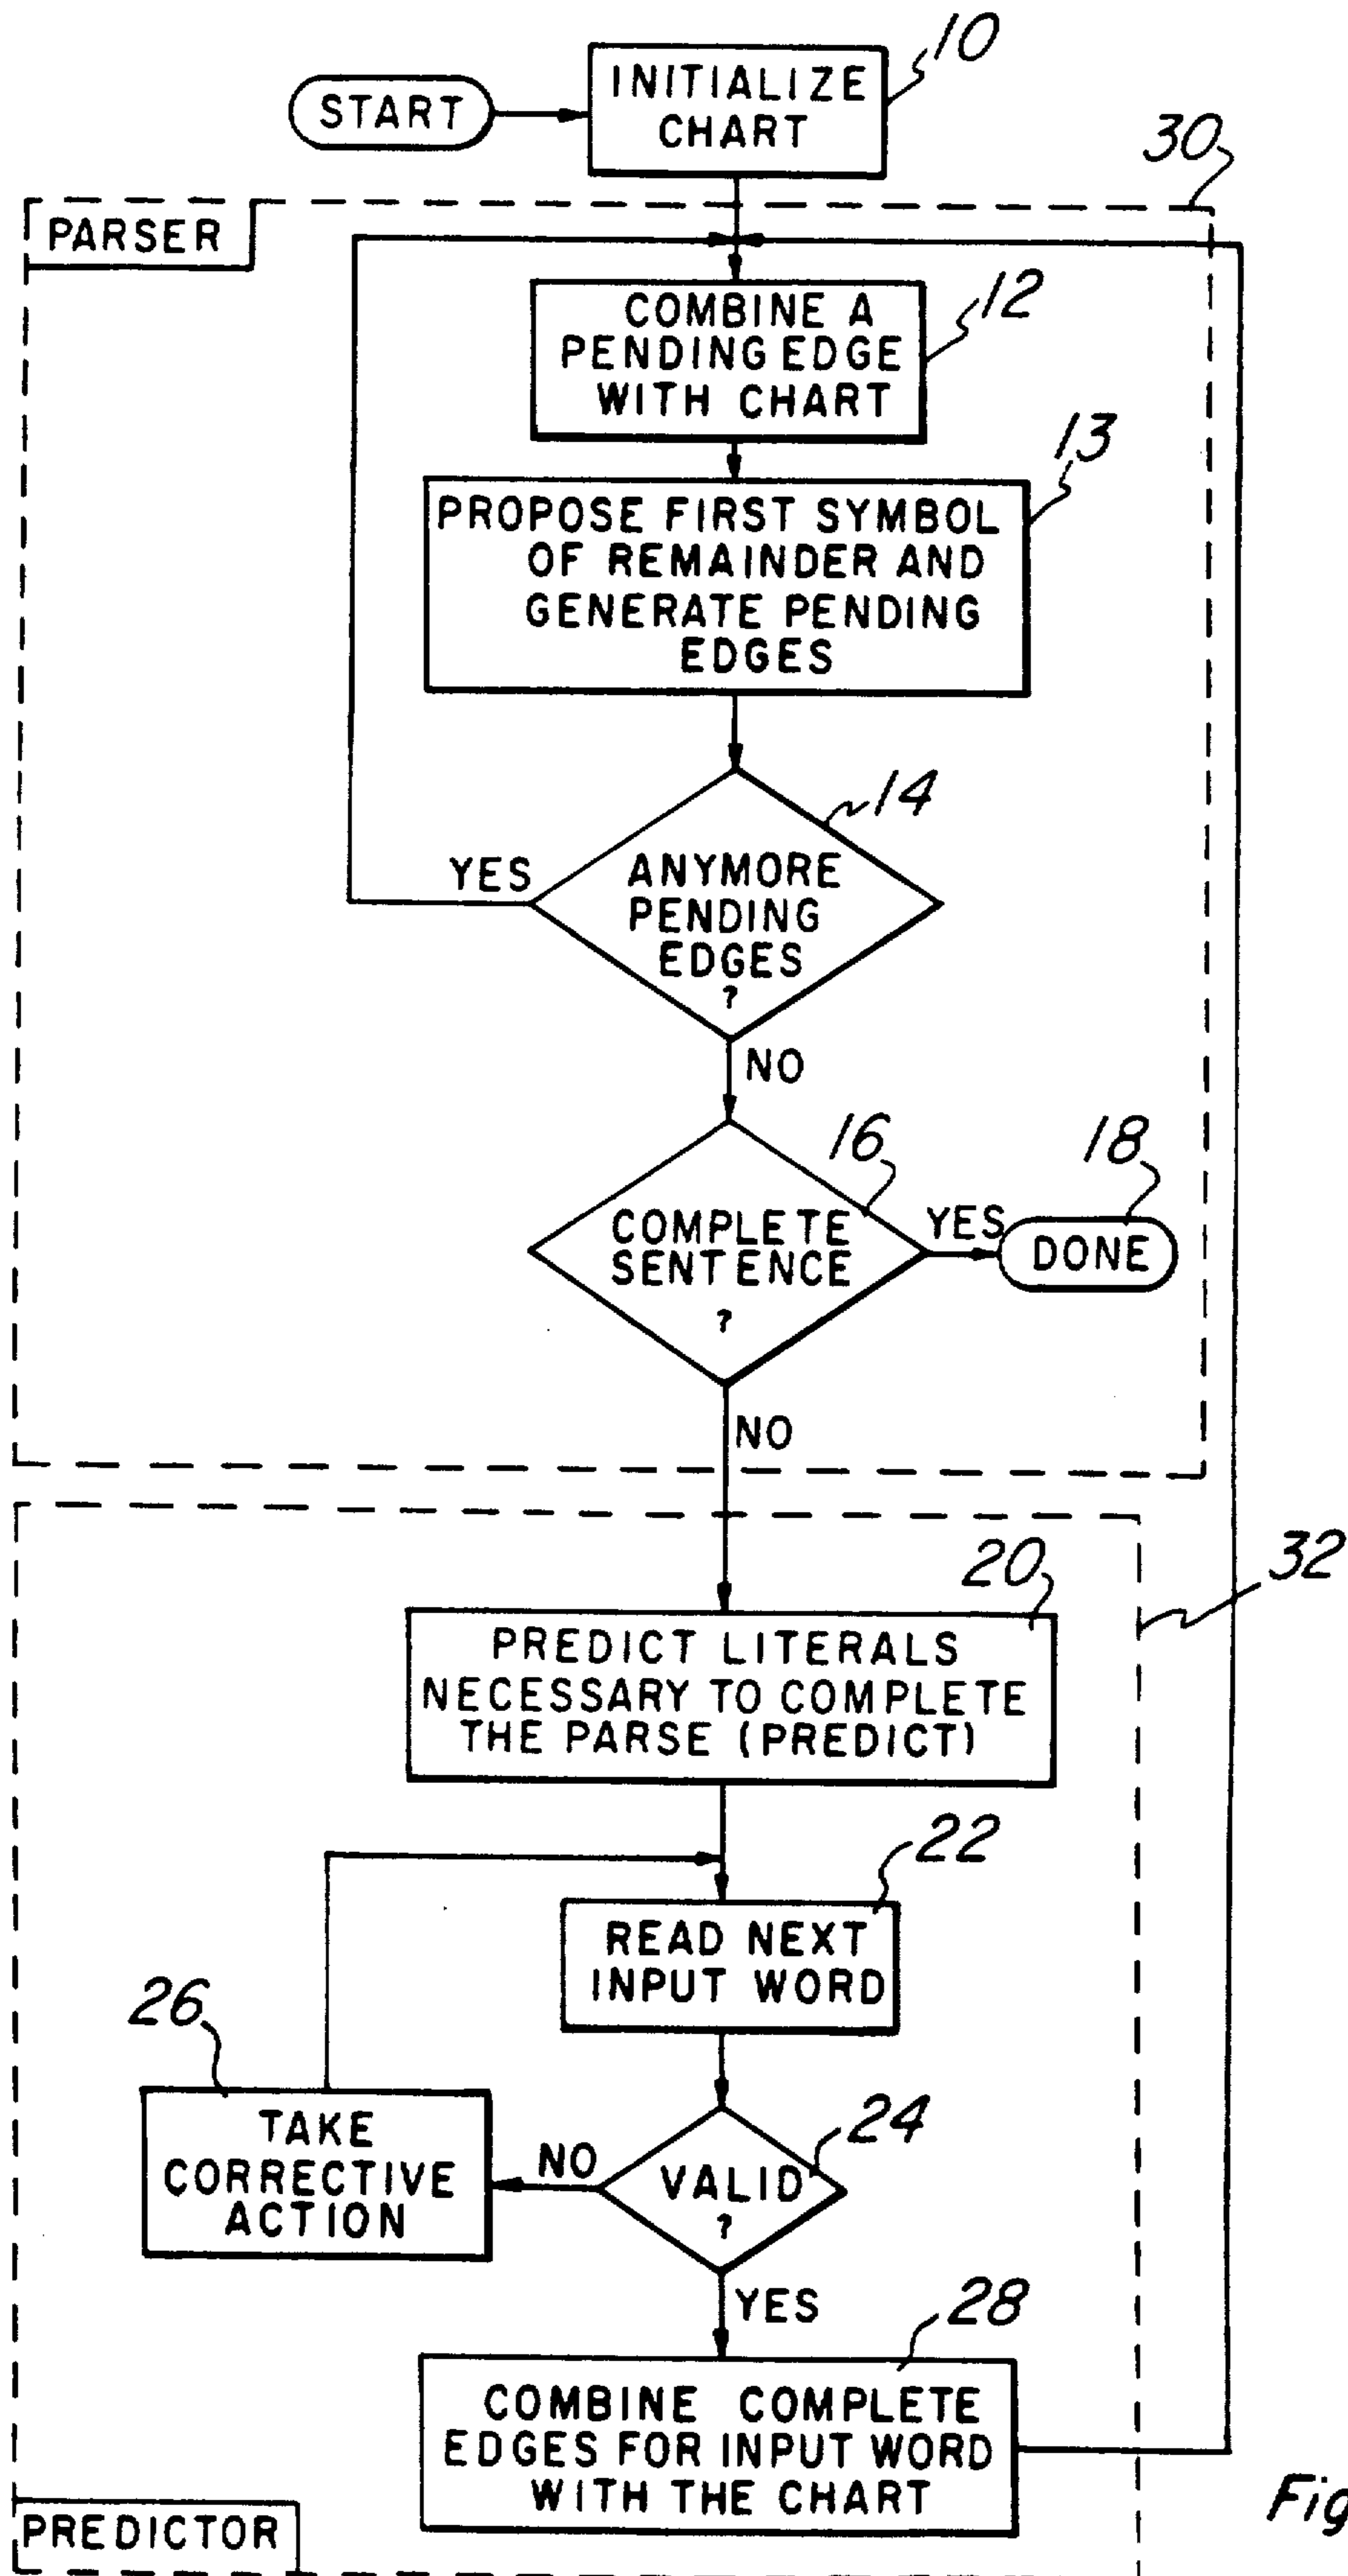 10
START
INITIALIZE
CHART
30
PARSER
12
COMBINE A
PENDING EDGE
WITH CHART
13
PROPOSE FIRST SYMBOL
OF REMAINDER AND
GENERATE PENDING
EDGES
14
YES
ANYMORE
PENDING
EDGES
?
NO
16
18
COMPLETE
SENTENCE
?
YES
DONE
NO
32
20
PREDICT LITERALS
NECESSARY TO COMPLETE
THE PARSE (PREDICT)
22
READ NEXT
INPUT WORD
26
TAKE
CORRECTIVE
ACTION
NO
24
VALID
?
YES
28
COMBINE COMPLETE
EDGES FOR INPUT WORD
WITH THE CHART
PREDICTOR
Fig